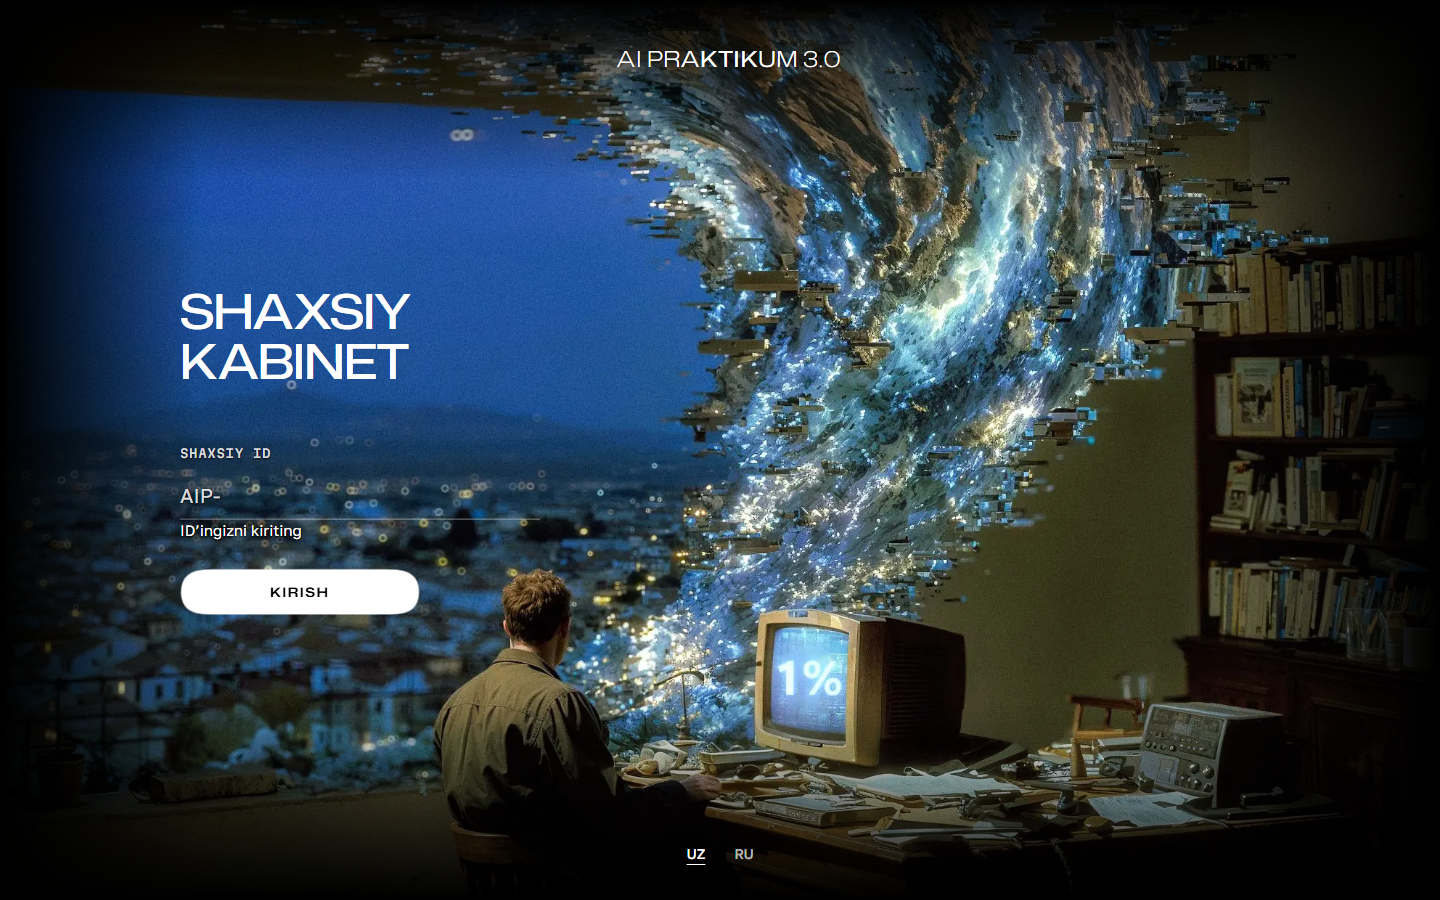 AI PRAKTIKUM 3.0
SHAXSIY
KABINET
SHAXSIY ID
AIP-
ID’ingizni kiriting
KIRISH
1%
UZ RU